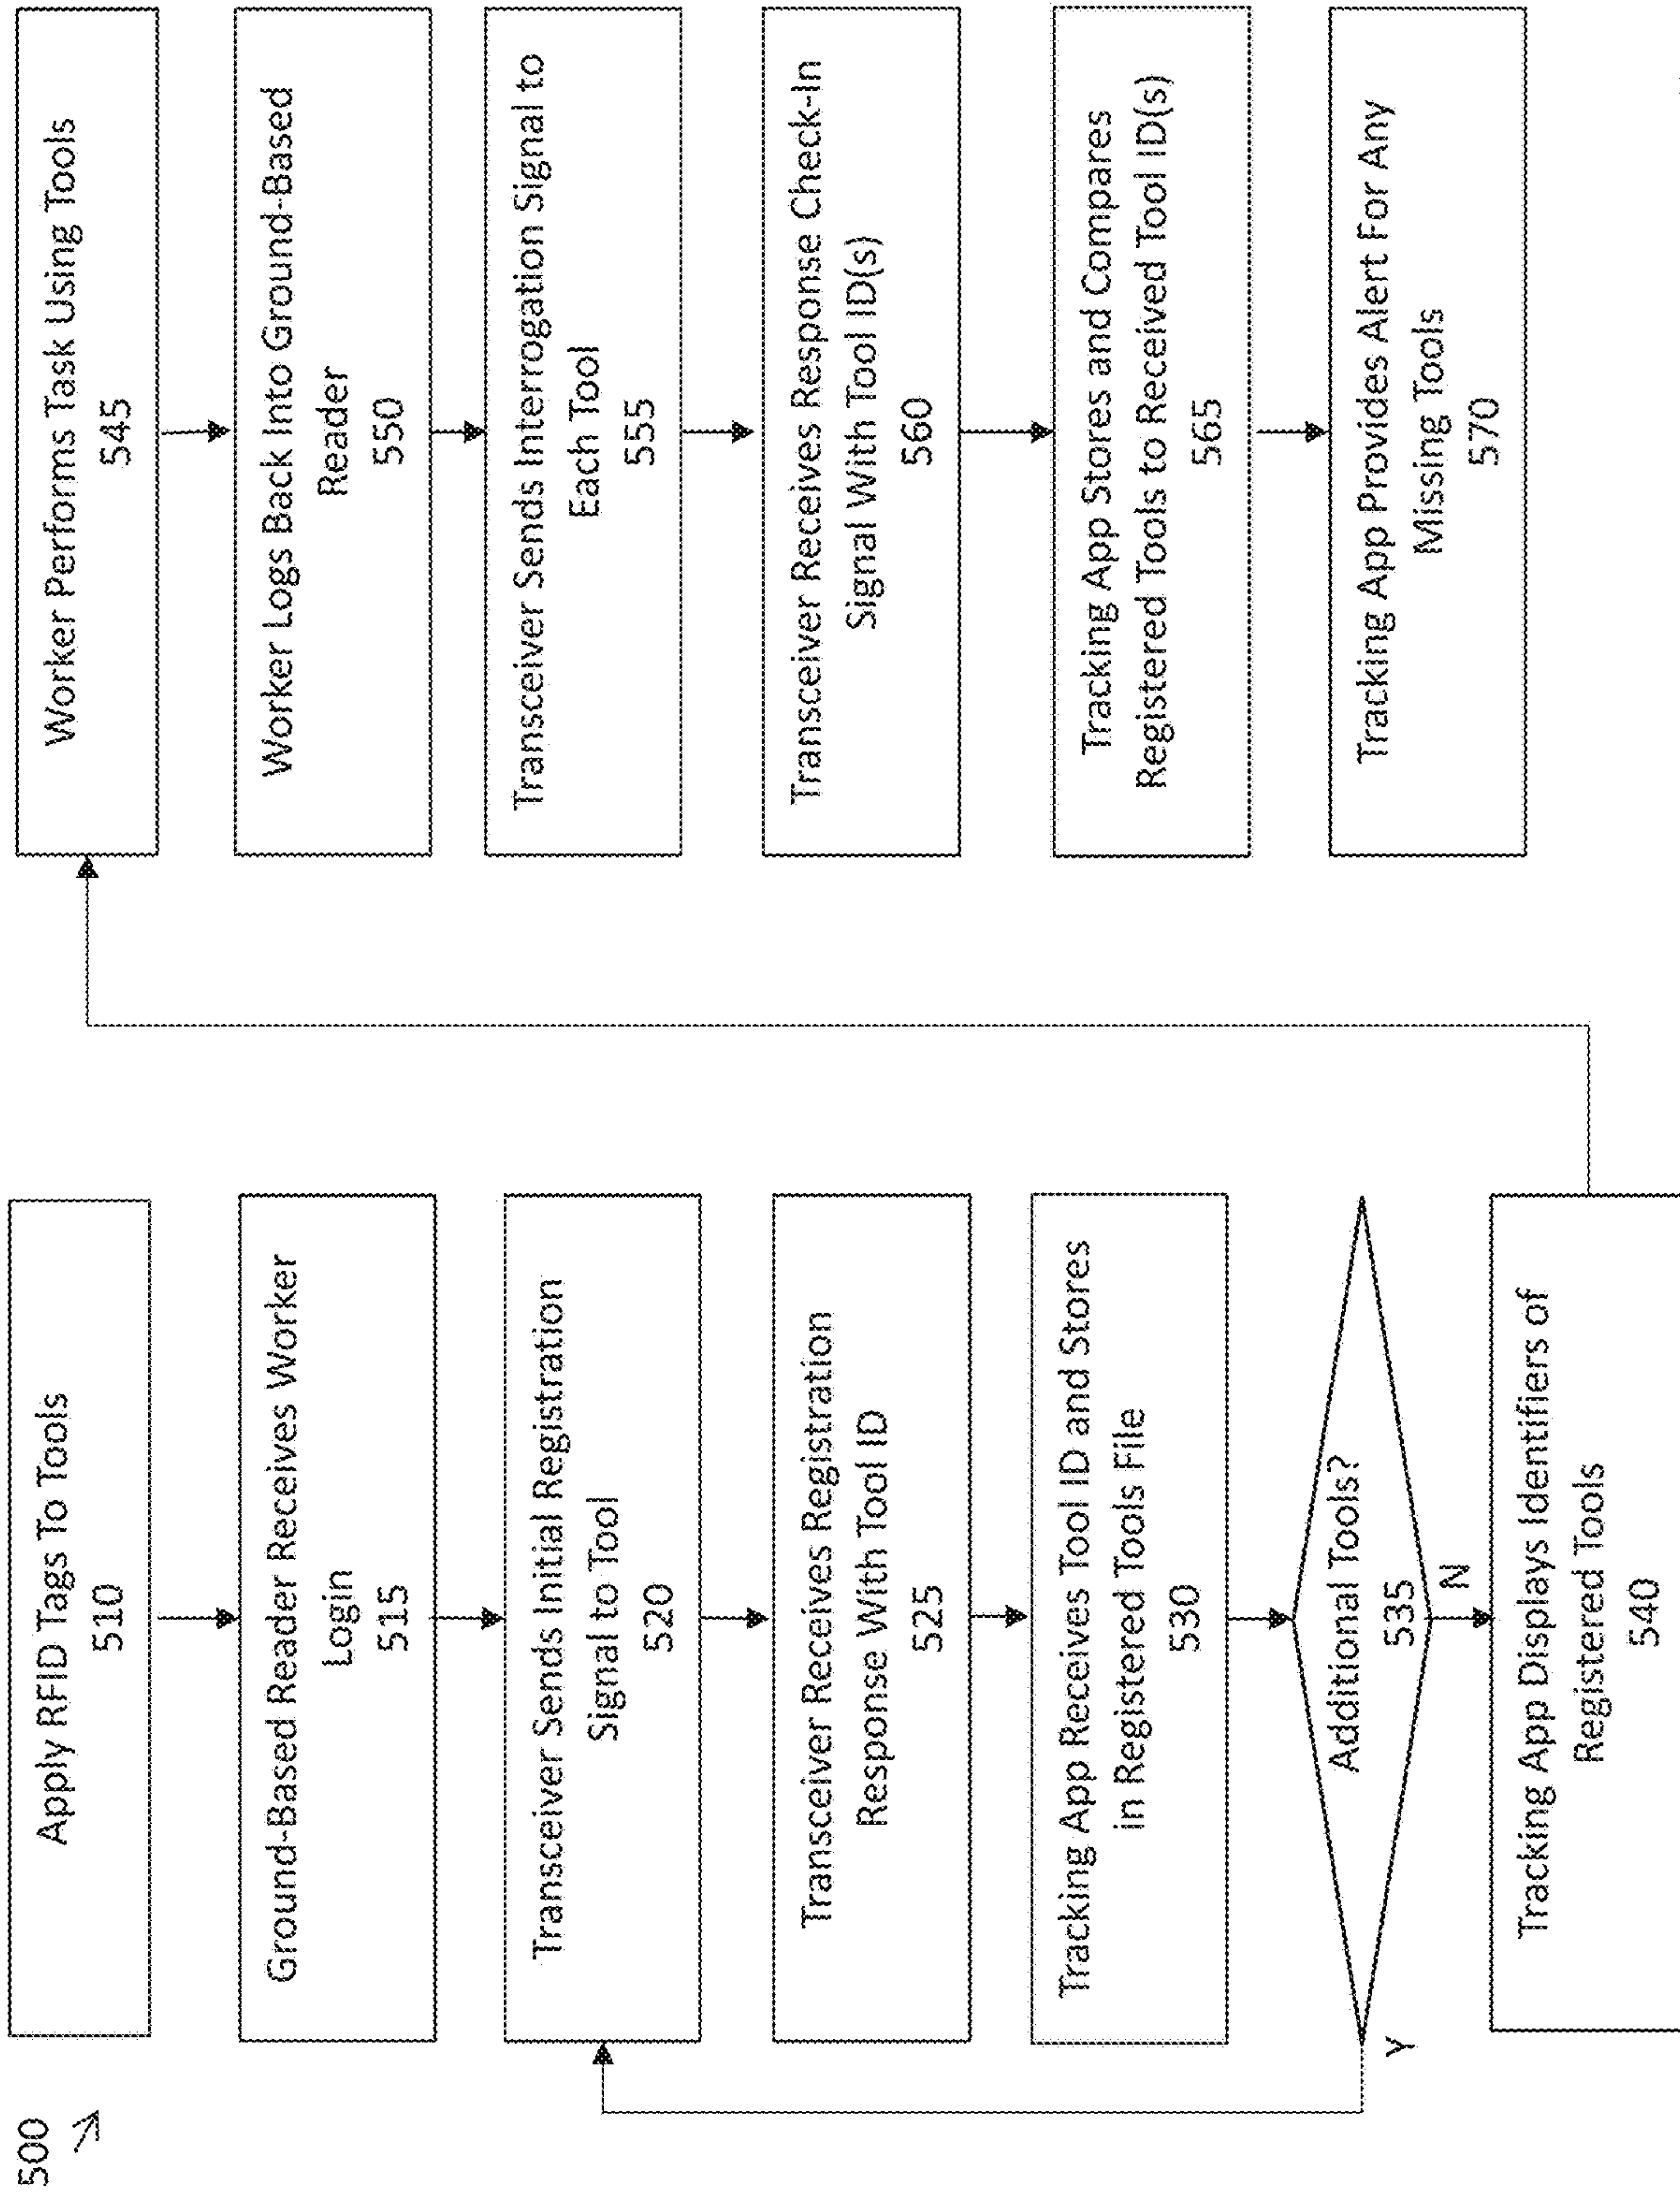 500
Apply RFID Tags To Tools
510
Ground-Based Reader Receives Worker
Login
515
Transceiver Sends Initial Registration
Signal to Tool
520
Transceiver Receives Registration
Response With Tool ID
525
Tracking App Receives Tool ID and Stores
in Registered Tools File
530
Additional Tools?
535
Y
N
Tracking App Displays Identifiers of
Registered Tools
540
Worker Performs Task Using Tools
545
Worker Logs Back Into Ground-Based
Reader
550
Transceiver Sends Interrogation Signal to
Each Tool
555
Transceiver Receives Response Check-In
Signal With Tool ID(s)
560
Tracking App Stores and Compares
Registered Tools to Received Tool ID(s)
565
Tracking App Provides Alert For Any
Missing Tools
570